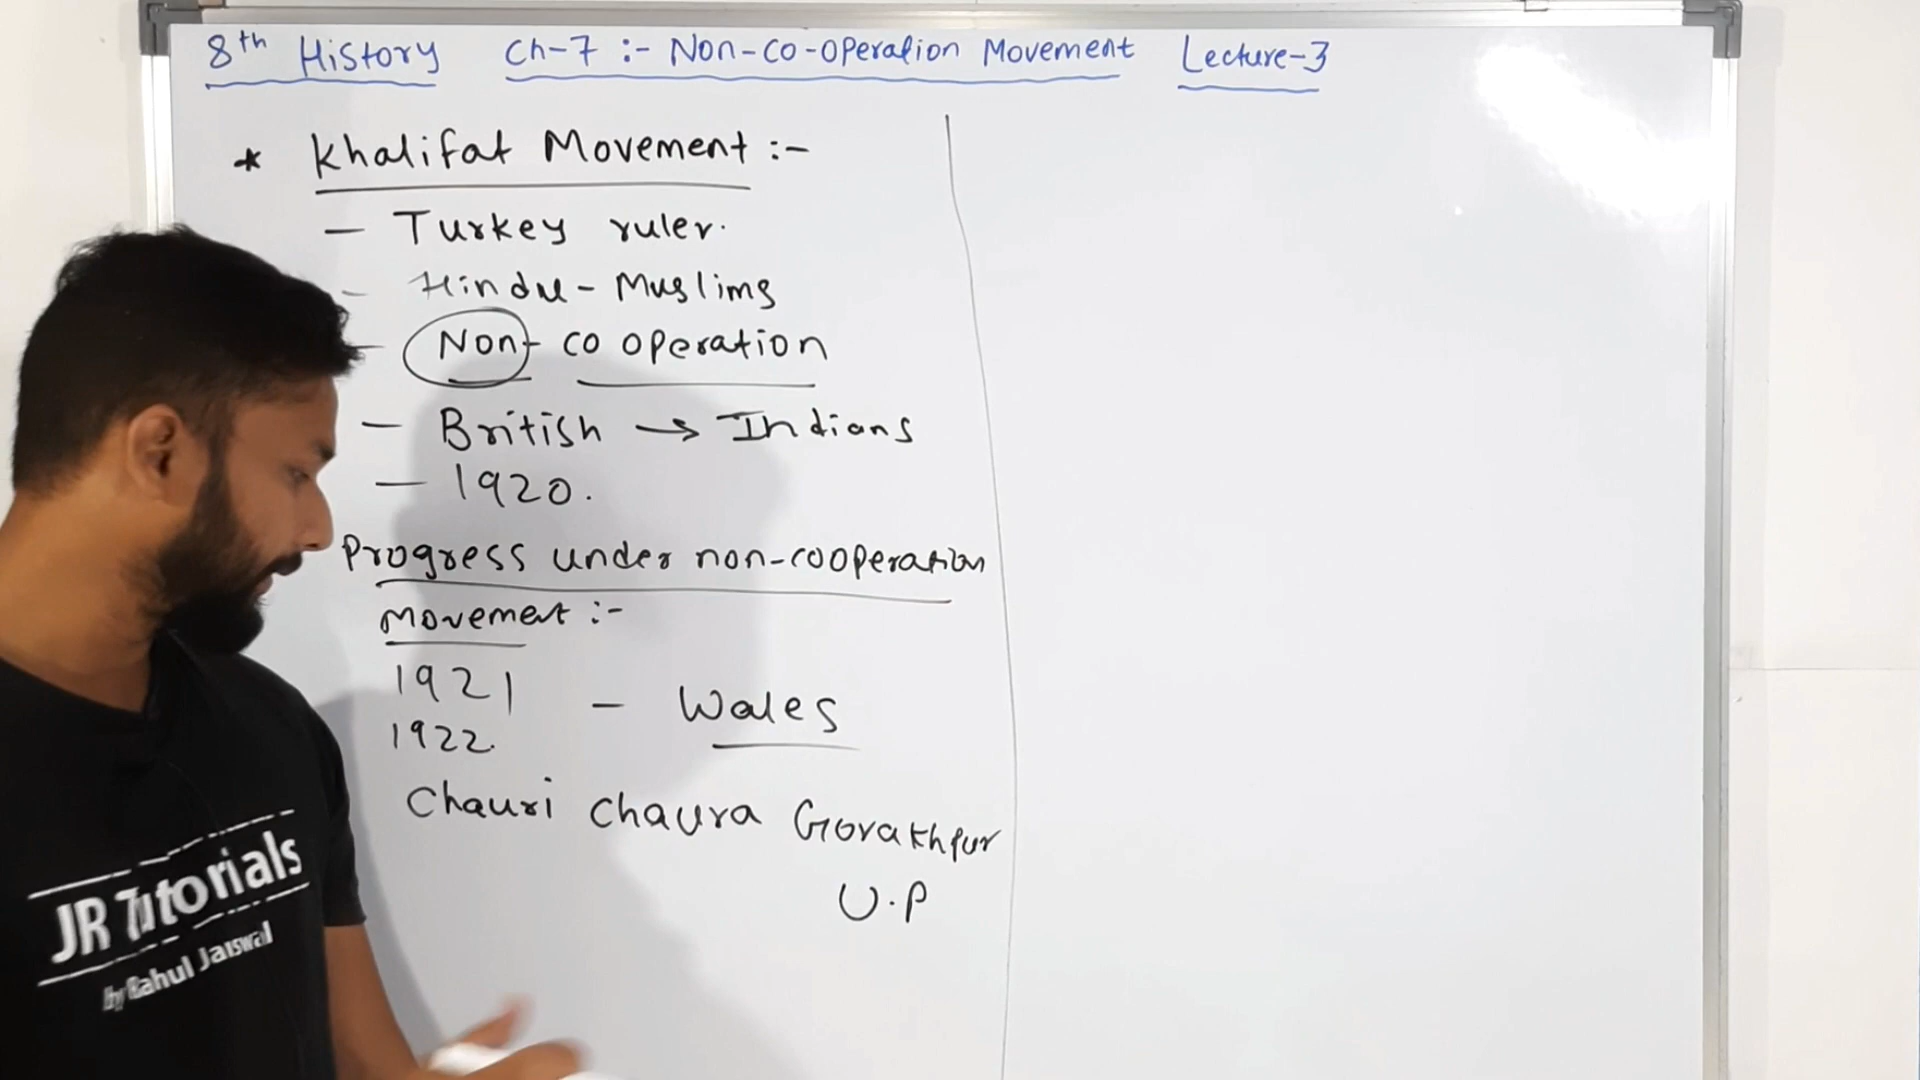 8th History Ch-7 :- Non-co-operation Movement Lecture-3
* Khalifat Movement :-
- Turkey ruler.
- Hindu - Muslims
- Non- co operation
- British → Indians
- 1920.
Progress under non-cooperation
Movement :-
1921 - Wales
1922.
Chauri Chaura Gorakhpur
U.P
JR Tutorials
by Rahul Jaiswal